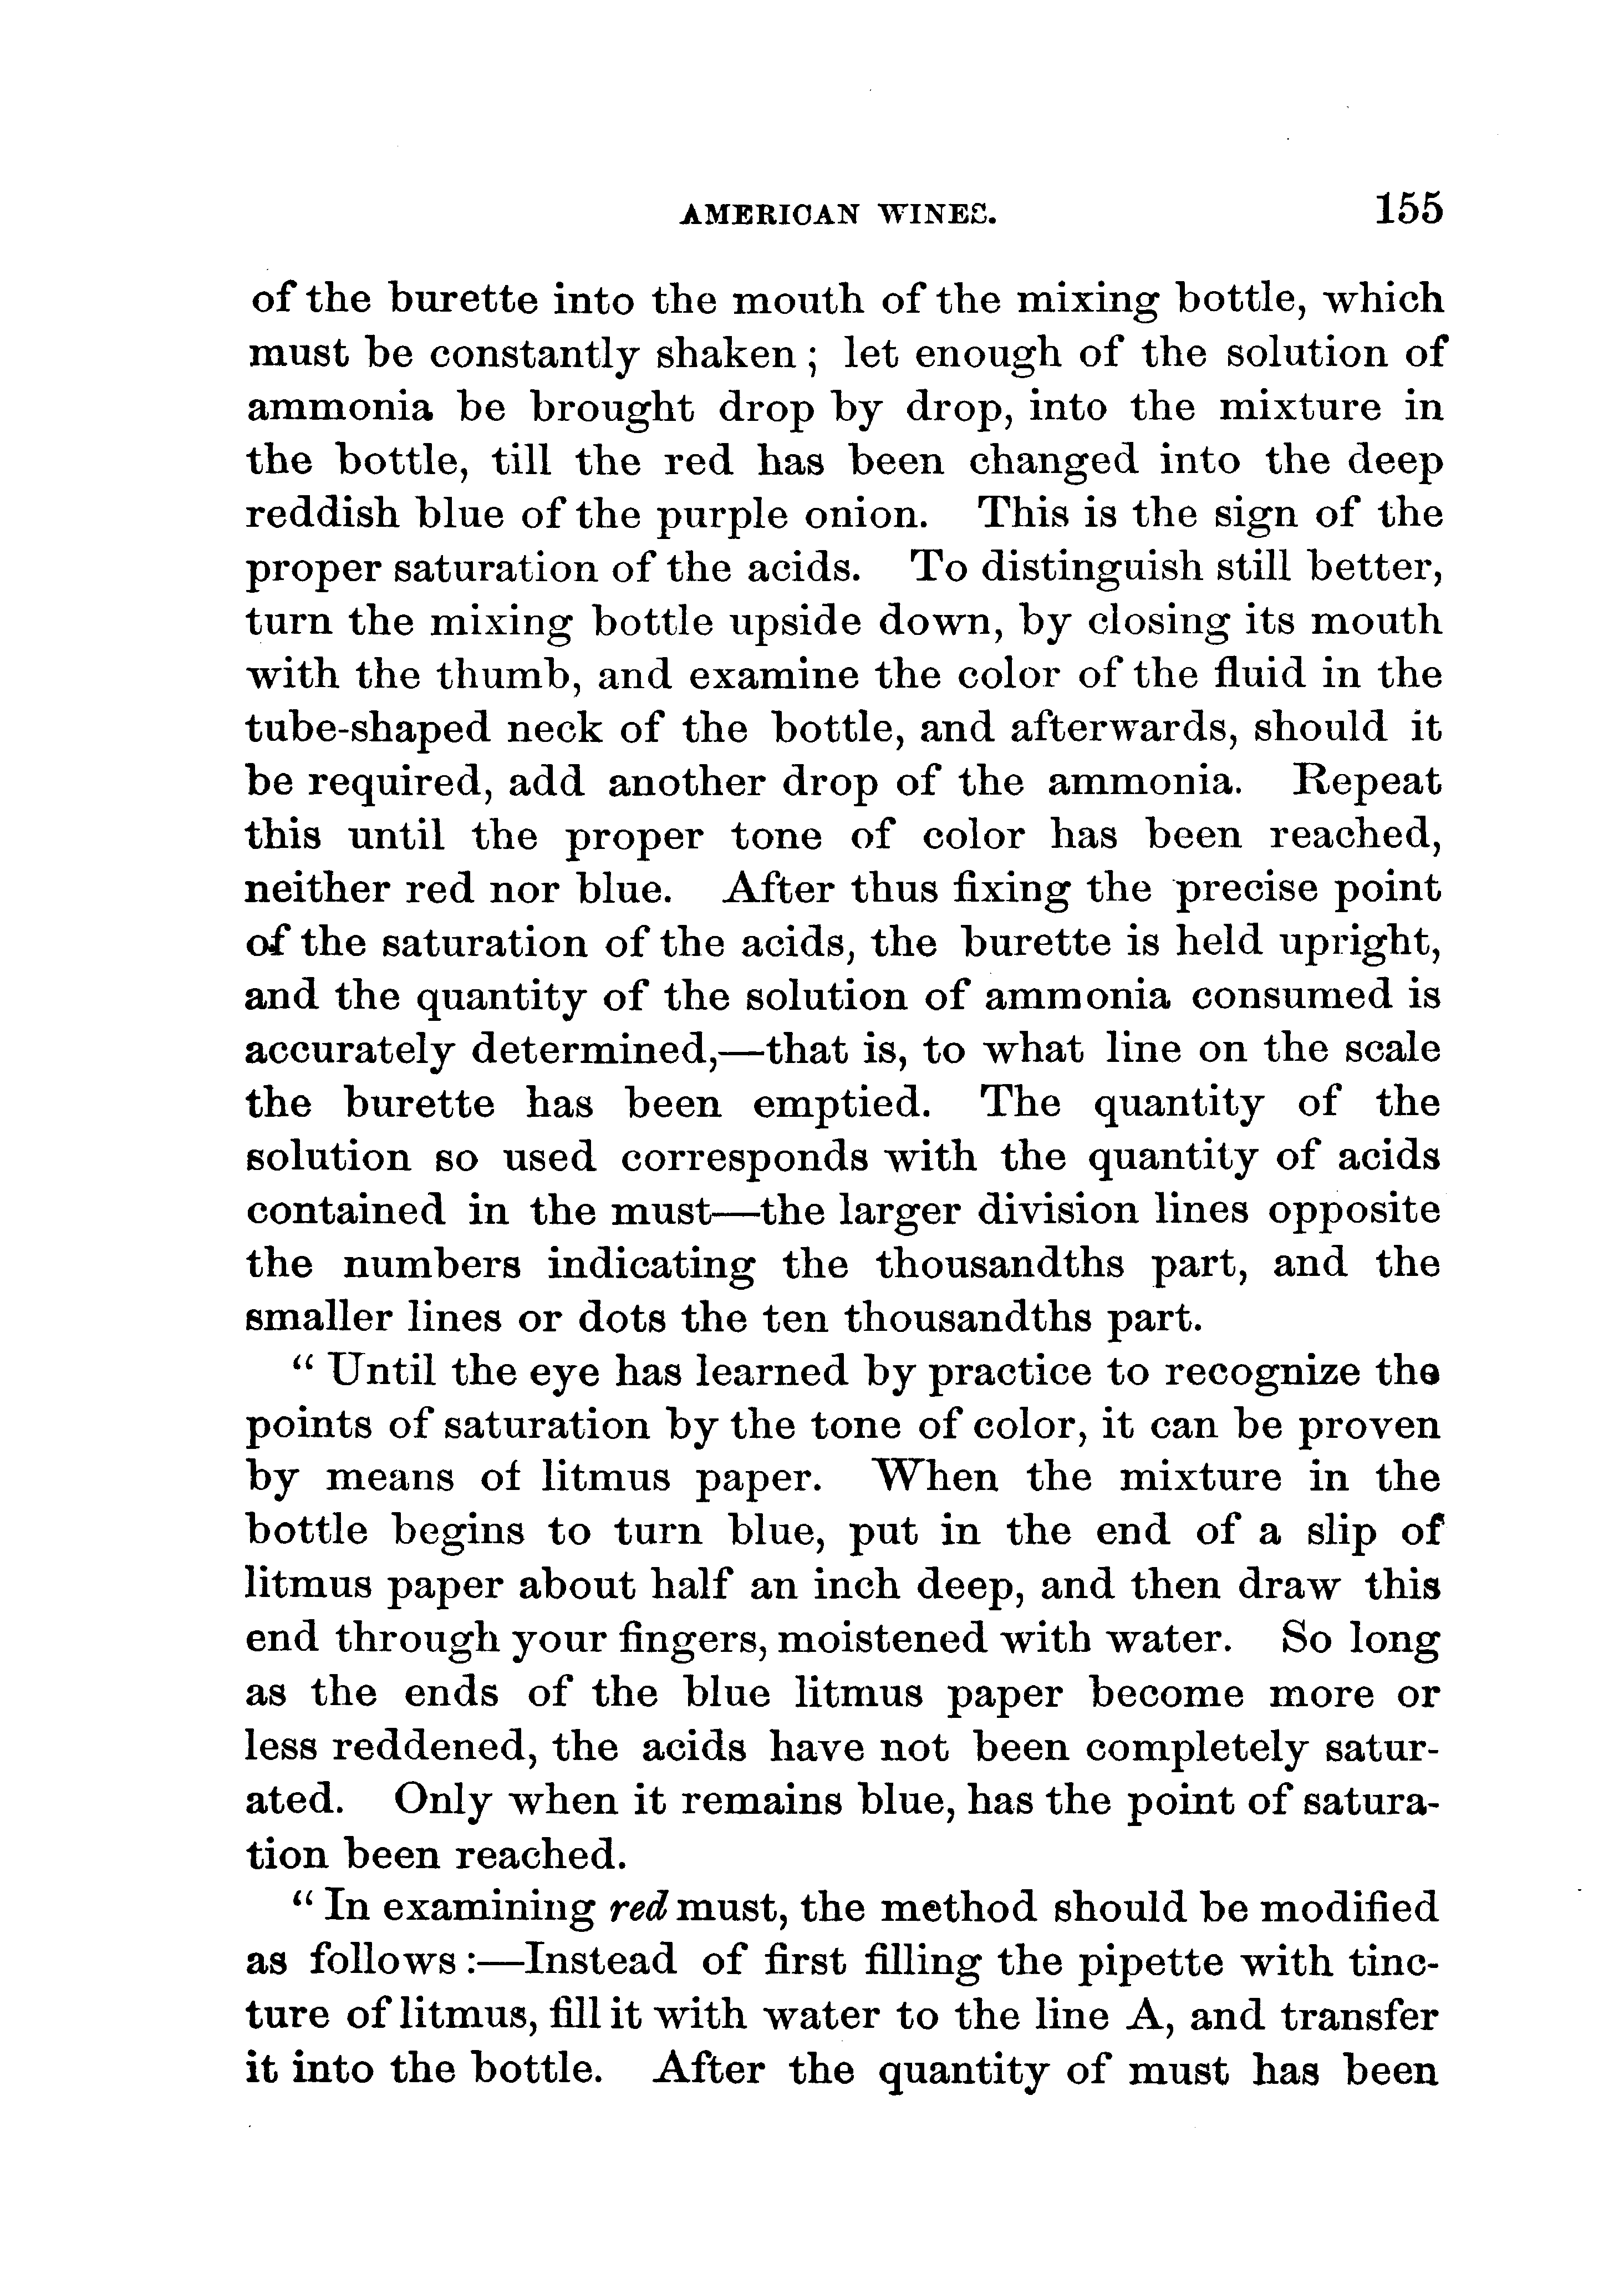 AMERICAN WINES. 155
of the burette into the mouth of the mixing bottle, which
must be constantly shaken ; let enough of the solution of
ammonia be brought drop by drop, into the mixture in
the bottle, till the red has been changed into the deep
reddish blue of the purple onion. This is the sign of the
proper saturation of the acids. To distinguish still better,
turn the mixing bottle upside down, by closing its mouth
with the thumb, and examine the color of the fluid in the
tube-shaped neck of the bottle, and afterwards, should it
be required, add another drop of the ammonia. Repeat
this until the proper tone of color has been reached,
neither red nor blue. After thus fixing the precise point
of the saturation of the acids, the burette is held upright,
and the quantity of the solution of ammonia consumed is
accurately determined,—that is, to what line on the scale
the burette has been emptied. The quantity of the
solution so used corresponds with the quantity of acids
contained in the must—the larger division lines opposite
the numbers indicating the thousandths part, and the
smaller lines or dots the ten thousandths part.
“ Until the eye has learned by practice to recognize the
points of saturation by the tone of color, it can be proven
by means of litmus paper. When the mixture in the
bottle begins to turn blue, put in the end of a slip of
litmus paper about half an inch deep, and then draw this
end through your fingers, moistened with water. So long
as the ends of the blue litmus paper become more or
less reddened, the acids have not been completely satur-
ated. Only when it remains blue, has the point of satura-
tion been reached.
“ In examining red must, the method should be modified
as follows :—Instead of first filling the pipette with tinc-
ture of litmus, fill it with water to the line A, and transfer
it into the bottle. After the quantity of must has been